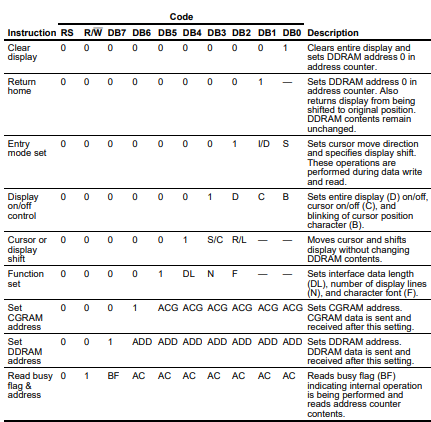 Code
Instruction RS R/W̅ DB7 DB6 DB5 DB4 DB3 DB2 DB1 DB0 Description
Clear 0 0 0 0 0 0 0 0 0 1 Clears entire display and
display sets DDRAM address 0 in
address counter.
Return 0 0 0 0 0 0 0 0 1 — Sets DDRAM address 0 in
home address counter. Also
returns display from being
shifted to original position.
DDRAM contents remain
unchanged.
Entry 0 0 0 0 0 0 0 1 I/D S Sets cursor move direction
mode set and specifies display shift.
These operations are
performed during data write
and read.
Display 0 0 0 0 0 0 1 D C B Sets entire display (D) on/off,
on/off cursor on/off (C), and
control blinking of cursor position
character (B).
Cursor or 0 0 0 0 0 1 S/C R/L — — Moves cursor and shifts
display display without changing
shift DDRAM contents.
Function 0 0 0 0 1 DL N F — — Sets interface data length
set (DL), number of display lines
(N), and character font (F).
Set 0 0 0 1 ACG ACG ACG ACG ACG ACG Sets CGRAM address.
CGRAM CGRAM data is sent and
address received after this setting.
Set 0 0 1 ADD ADD ADD ADD ADD ADD ADD Sets DDRAM address.
DDRAM DDRAM data is sent and
address received after this setting.
Read busy 0 1 BF AC AC AC AC AC AC AC Reads busy flag (BF)
flag & indicating internal operation
address is being performed and
reads address counter
contents.